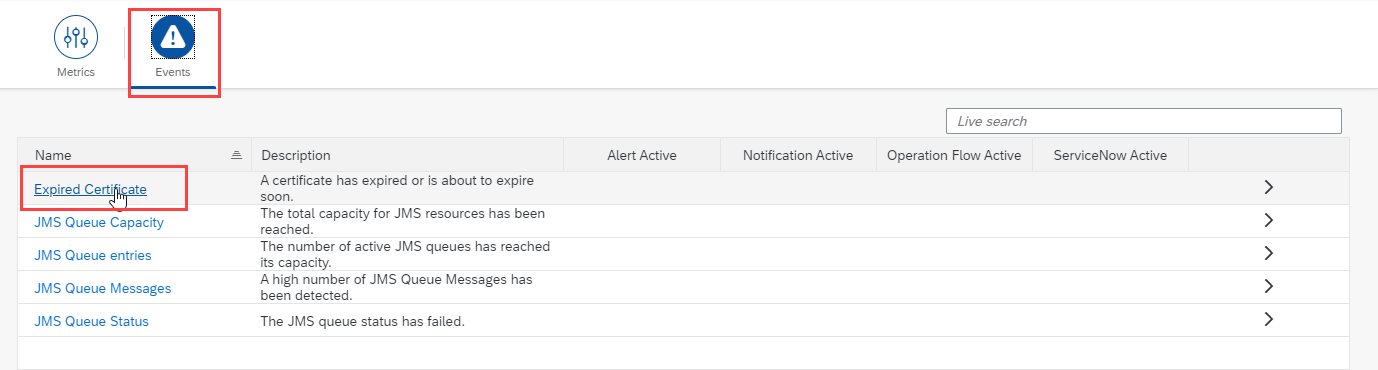 Metrics
Events
Live search
Name Description Alert Active Notification Active Operation Flow Active ServiceNow Active
Expired Certificate A certificate has expired or is about to expire
soon.
JMS Queue Capacity The total capacity for JMS resources has been
reached.
JMS Queue entries The number of active JMS queues has reached
its capacity.
JMS Queue Messages A high number of JMS Queue Messages has
been detected.
JMS Queue Status The JMS queue status has failed.